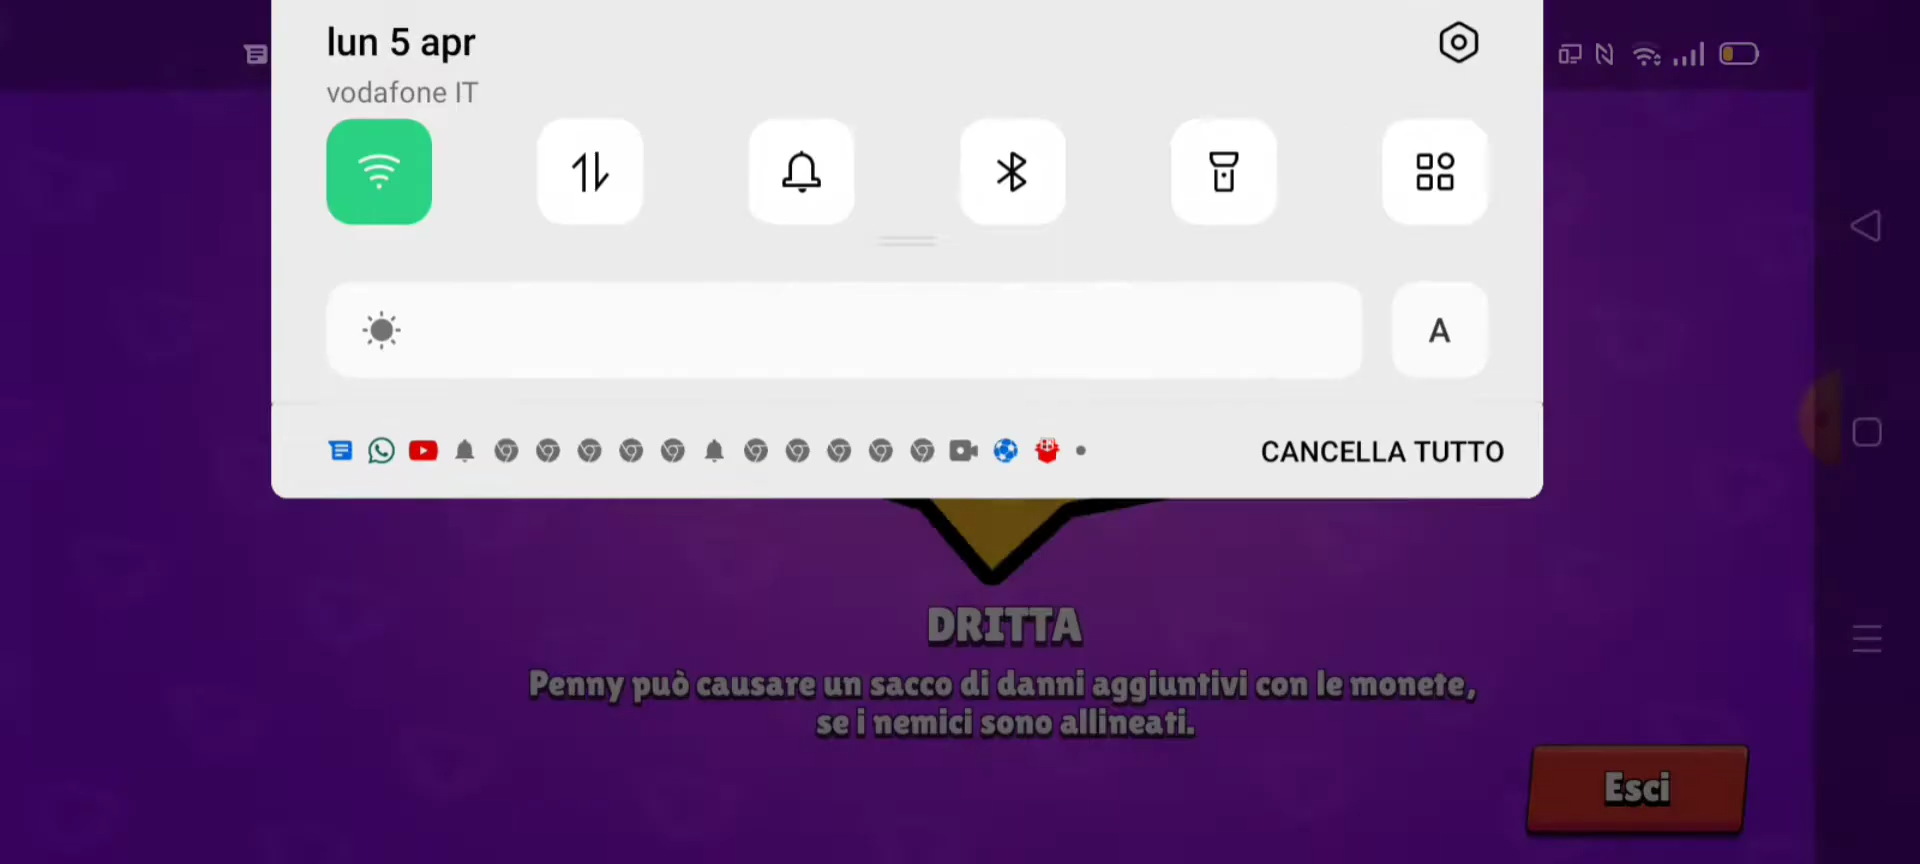 lun 5 apr
vodafone IT
A
CANCELLA TUTTO
DRITTA
Penny può causare un sacco di danni aggiuntivi con le monete,
se i nemici sono allineati.
Esci